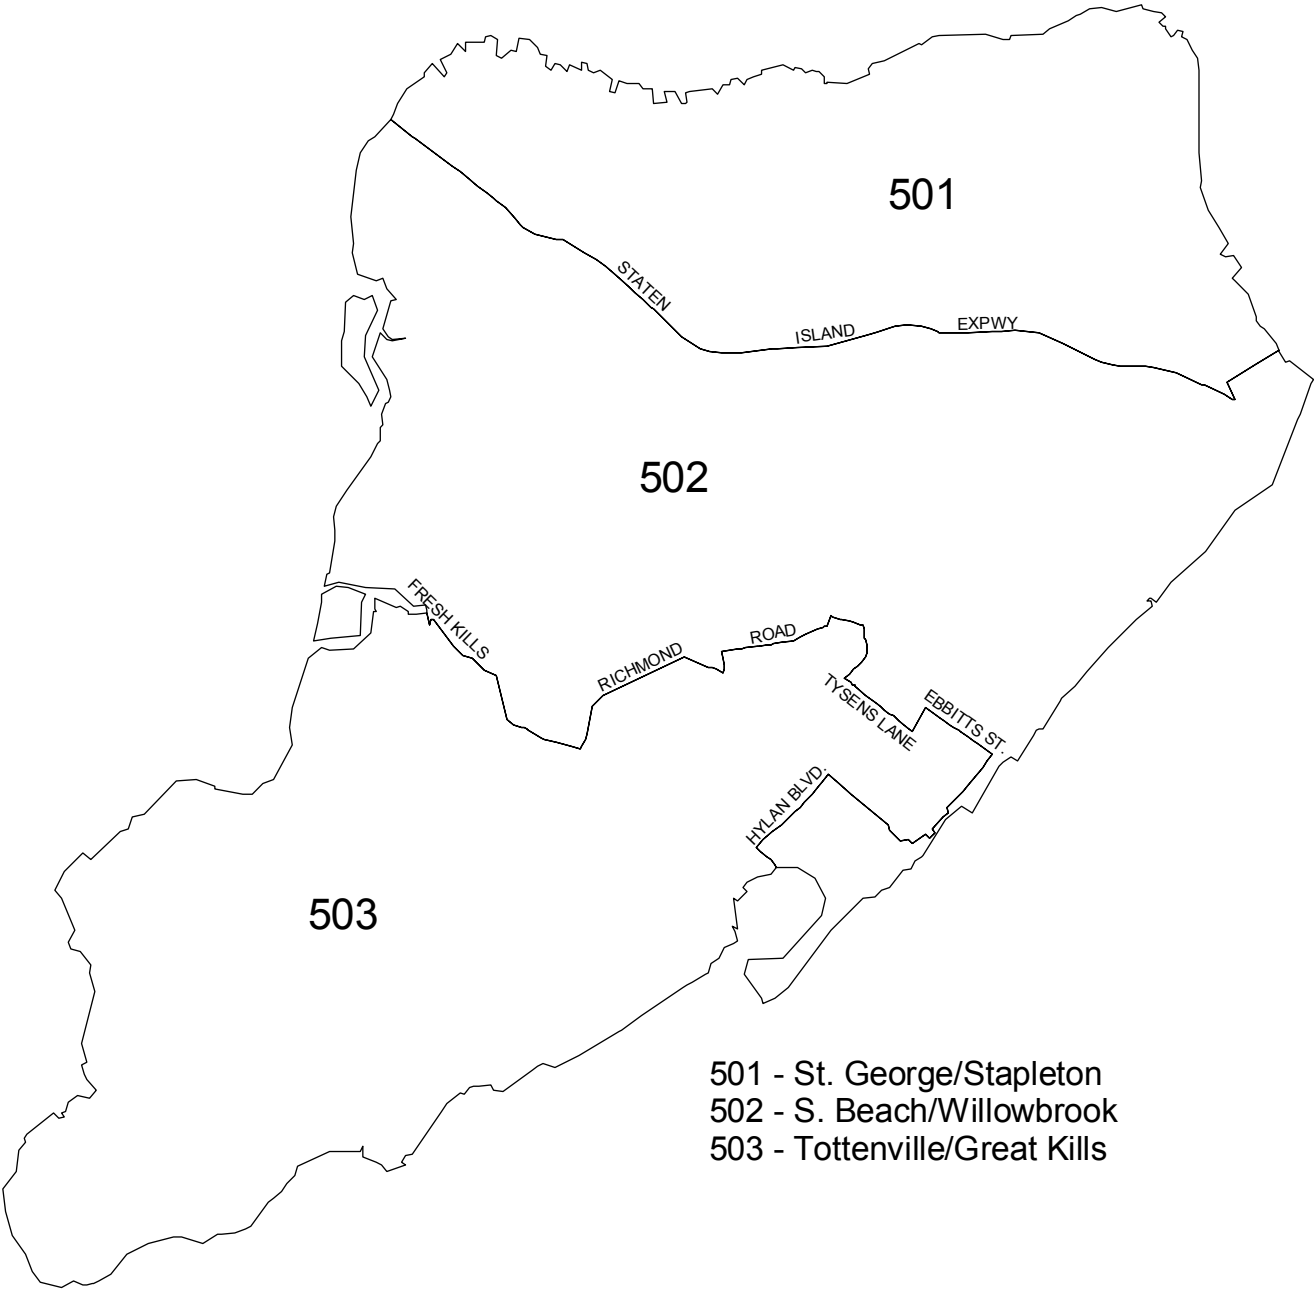 501
STATEN
ISLAND
EXPWY
502
FRESH KILLS
RICHMOND
ROAD
TYSENS LANE
EBBITTS ST.
HYLAN BLVD.
503
501 - St. George/Stapleton
502 - S. Beach/Willowbrook
503 - Tottenville/Great Kills